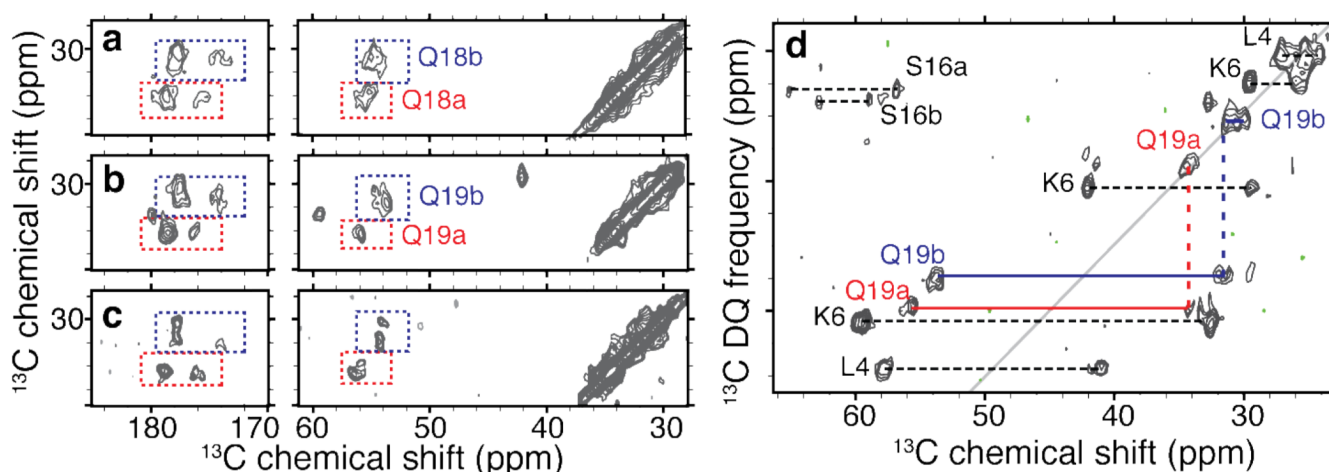 a
30
Q18b
Q18a
b
30
Q19b
Q19a
c
30
180
170
60
50
40
30
¹³C chemical shift (ppm)
¹³C chemical shift (ppm)
d
L4
K6
S16a
S16b
Q19b
Q19a
K6
Q19b
Q19a
K6
L4
60
50
40
30
¹³C DQ frequency (ppm)
¹³C chemical shift (ppm)